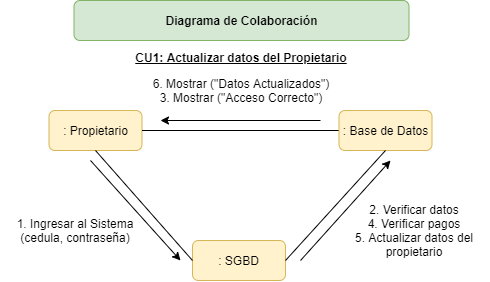 Diagrama de Colaboración
CU1: Actualizar datos del Propietario
6. Mostrar ("Datos Actualizados")
3. Mostrar ("Acceso Correcto")
: Propietario
: Base de Datos
1. Ingresar al Sistema
(cedula, contraseña)
2. Verificar datos
4. Verificar pagos
5. Actualizar datos del
propietario
: SGBD